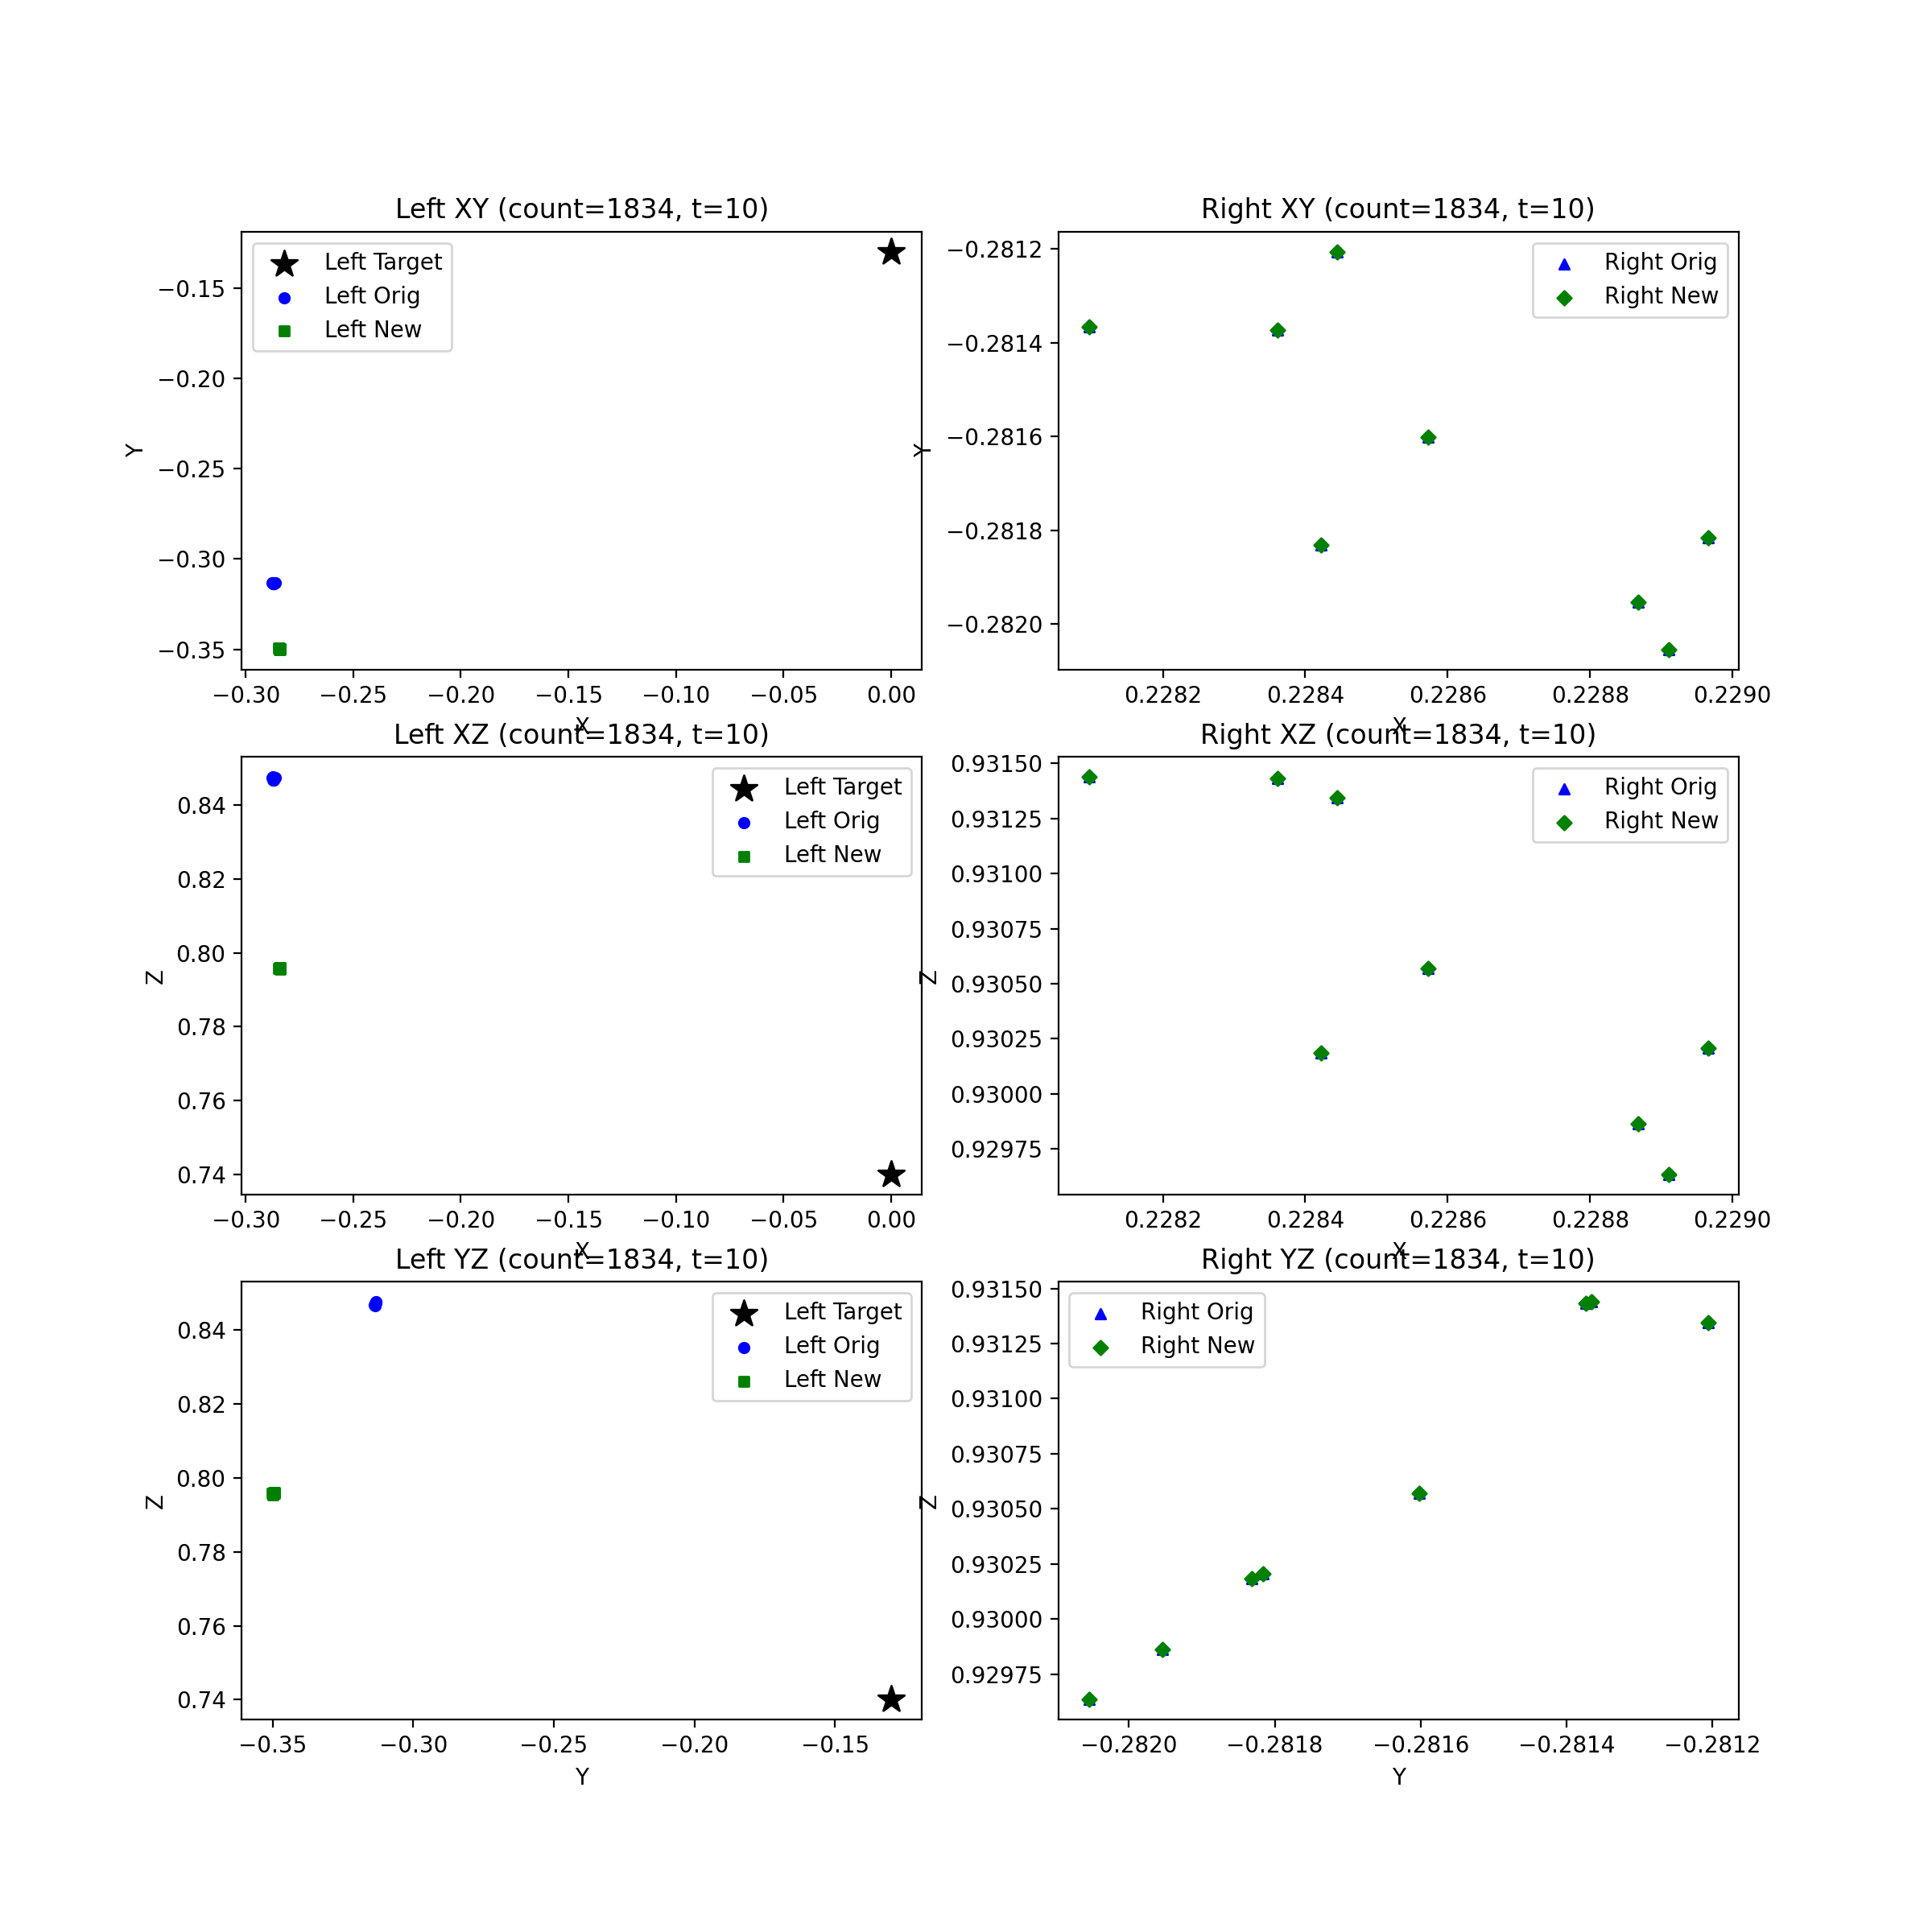 Left XY (count=1834, t=10)
Left Target
Left Orig
Left New
−0.15
−0.20
−0.25
−0.30
−0.35
Y
−0.30 −0.25 −0.20 −0.15 −0.10 −0.05 0.00
X
Right XY (count=1834, t=10)
Right Orig
Right New
−0.2812
−0.2814
−0.2816
−0.2818
−0.2820
Y
0.2282 0.2284 0.2286 0.2288 0.2290
X
Left XZ (count=1834, t=10)
Left Target
Left Orig
Left New
0.84
0.82
0.80
0.78
0.76
0.74
Z
−0.30 −0.25 −0.20 −0.15 −0.10 −0.05 0.00
X
Right XZ (count=1834, t=10)
Right Orig
Right New
0.93150
0.93125
0.93100
0.93075
0.93050
0.93025
0.93000
0.92975
Z
0.2282 0.2284 0.2286 0.2288 0.2290
X
Left YZ (count=1834, t=10)
Left Target
Left Orig
Left New
0.84
0.82
0.80
0.78
0.76
0.74
Z
−0.35 −0.30 −0.25 −0.20 −0.15
Y
Right YZ (count=1834, t=10)
Right Orig
Right New
0.93150
0.93125
0.93100
0.93075
0.93050
0.93025
0.93000
0.92975
Z
−0.2820 −0.2818 −0.2816 −0.2814 −0.2812
Y